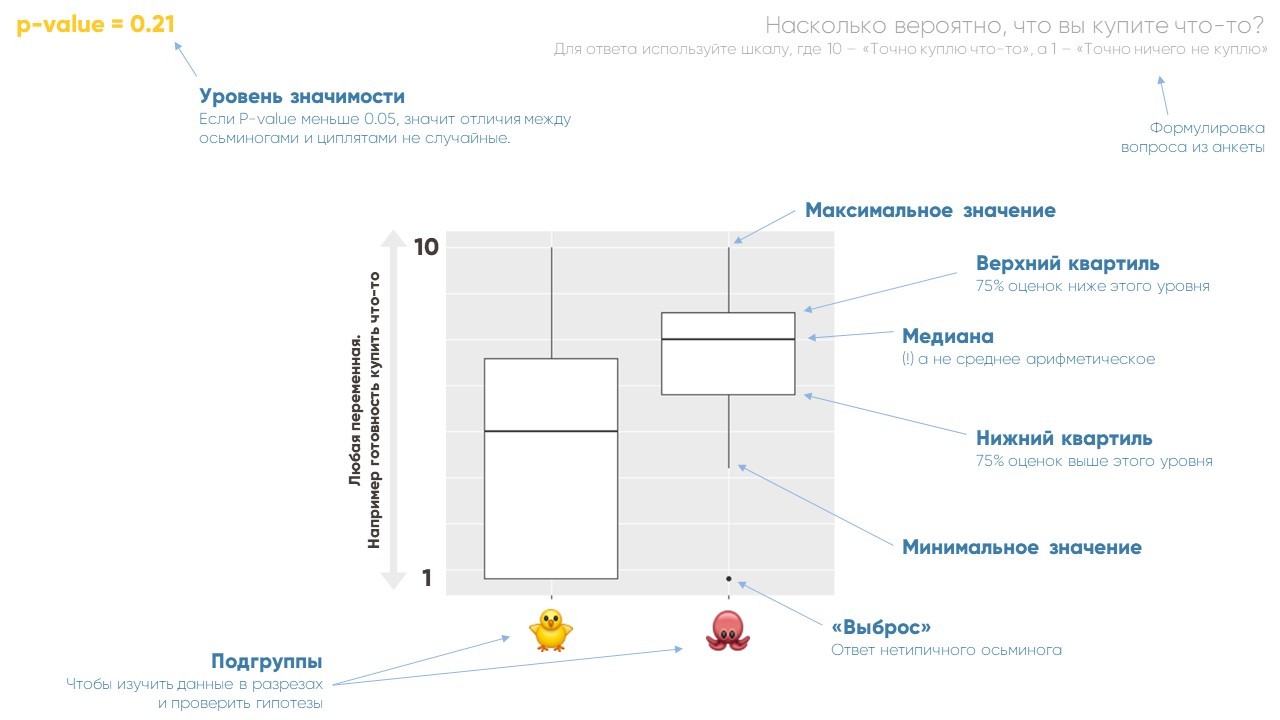 p-value = 0.21
Насколько вероятно, что вы купите что-то?
Для ответа используйте шкалу, где 10 – «Точно куплю что-то», а 1 – «Точно ничего не куплю»
Уровень значимости
Если P-value меньше 0.05, значит отличия между
осьминогами и циплятами не случайные.
Формулировка
вопроса из анкеты
Максимальное значение
10
Верхний квартиль
75% оценок ниже этого уровня
Медиана
(!) а не среднее арифметическое
Любая переменная.
Например готовность купить что-то
Нижний квартиль
75% оценок выше этого уровня
Минимальное значение
1
«Выброс»
Ответ нетипичного осьминога
Подгруппы
Чтобы изучить данные в разрезах
и проверить гипотезы